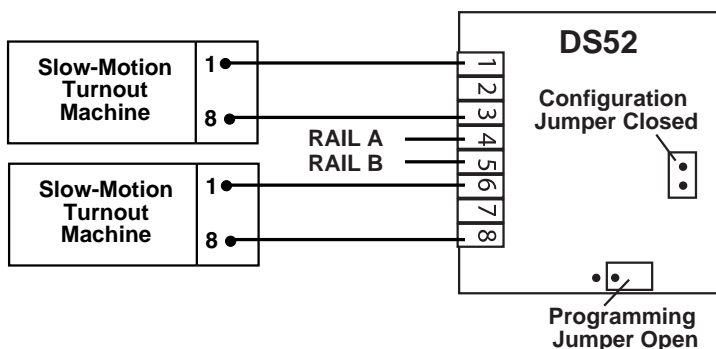 DS52
Slow-Motion
Turnout
Machine
1
8
1
2
3
4
5
6
7
8
Configuration
Jumper Closed
RAIL A
RAIL B
Slow-Motion
Turnout
Machine
1
8
Programming
Jumper Open